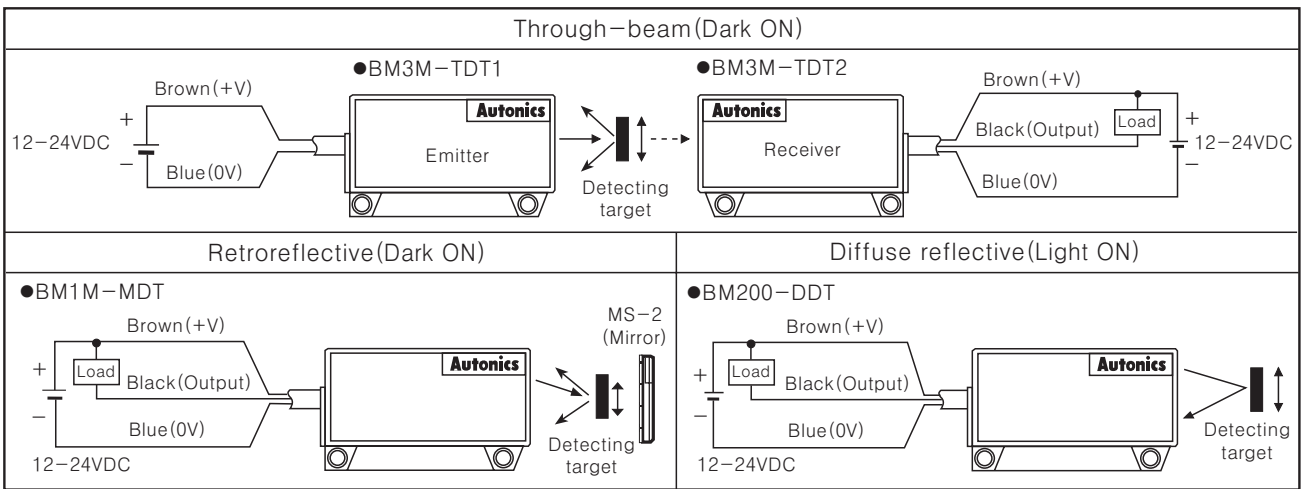 Through-beam(Dark ON)
●BM3M-TDT1
Brown(+V)
+
12-24VDC
-
Blue(0V)
Autonics
Emitter
Detecting
target
●BM3M-TDT2
Autonics
Receiver
Brown(+V)
Black(Output)
Load
+
12-24VDC
-
Blue(0V)
Retroreflective(Dark ON)
●BM1M-MDT
Brown(+V)
+
Load
Black(Output)
-
Blue(0V)
12-24VDC
Autonics
MS-2
(Mirror)
Detecting
target
Diffuse reflective(Light ON)
●BM200-DDT
Brown(+V)
+
Load
Black(Output)
-
Blue(0V)
12-24VDC
Autonics
Detecting
target